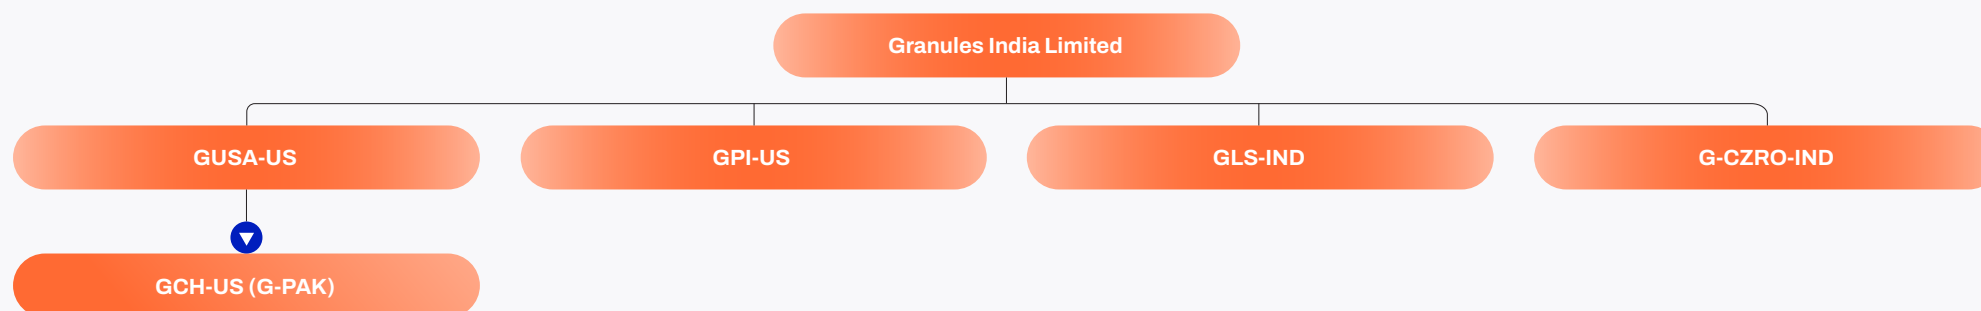 Granules India Limited
GUSA-US
GPI-US
GLS-IND
G-CZRO-IND
GCH-US (G-PAK)